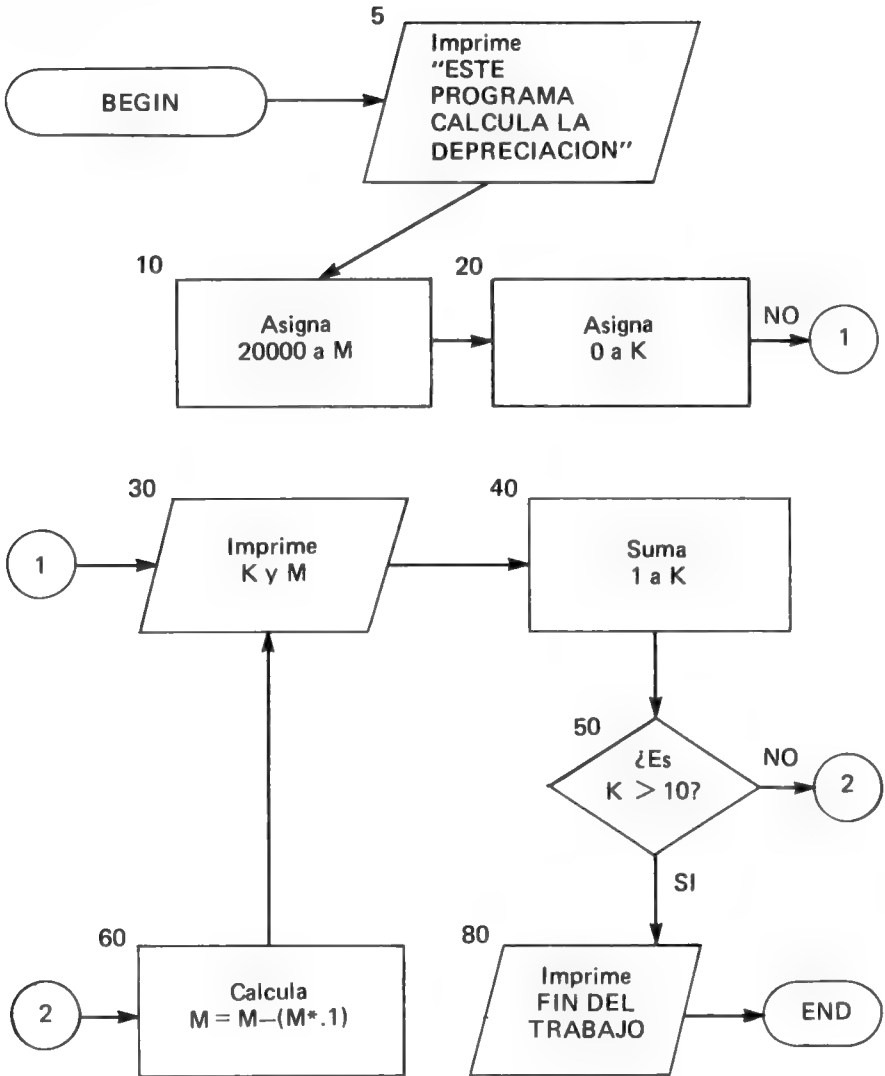 5
BEGIN
Imprime
"ESTE
PROGRAMA
CALCULA LA
DEPRECIACION"
10
Asigna
20000 a M
20
Asigna
0 a K
NO
1
30
1
Imprime
K y M
40
Suma
1 a K
50
¿Es
K > 10?
NO
2
SI
60
2
Calcula
M = M—(M*.1)
80
Imprime
FIN DEL
TRABAJO
END